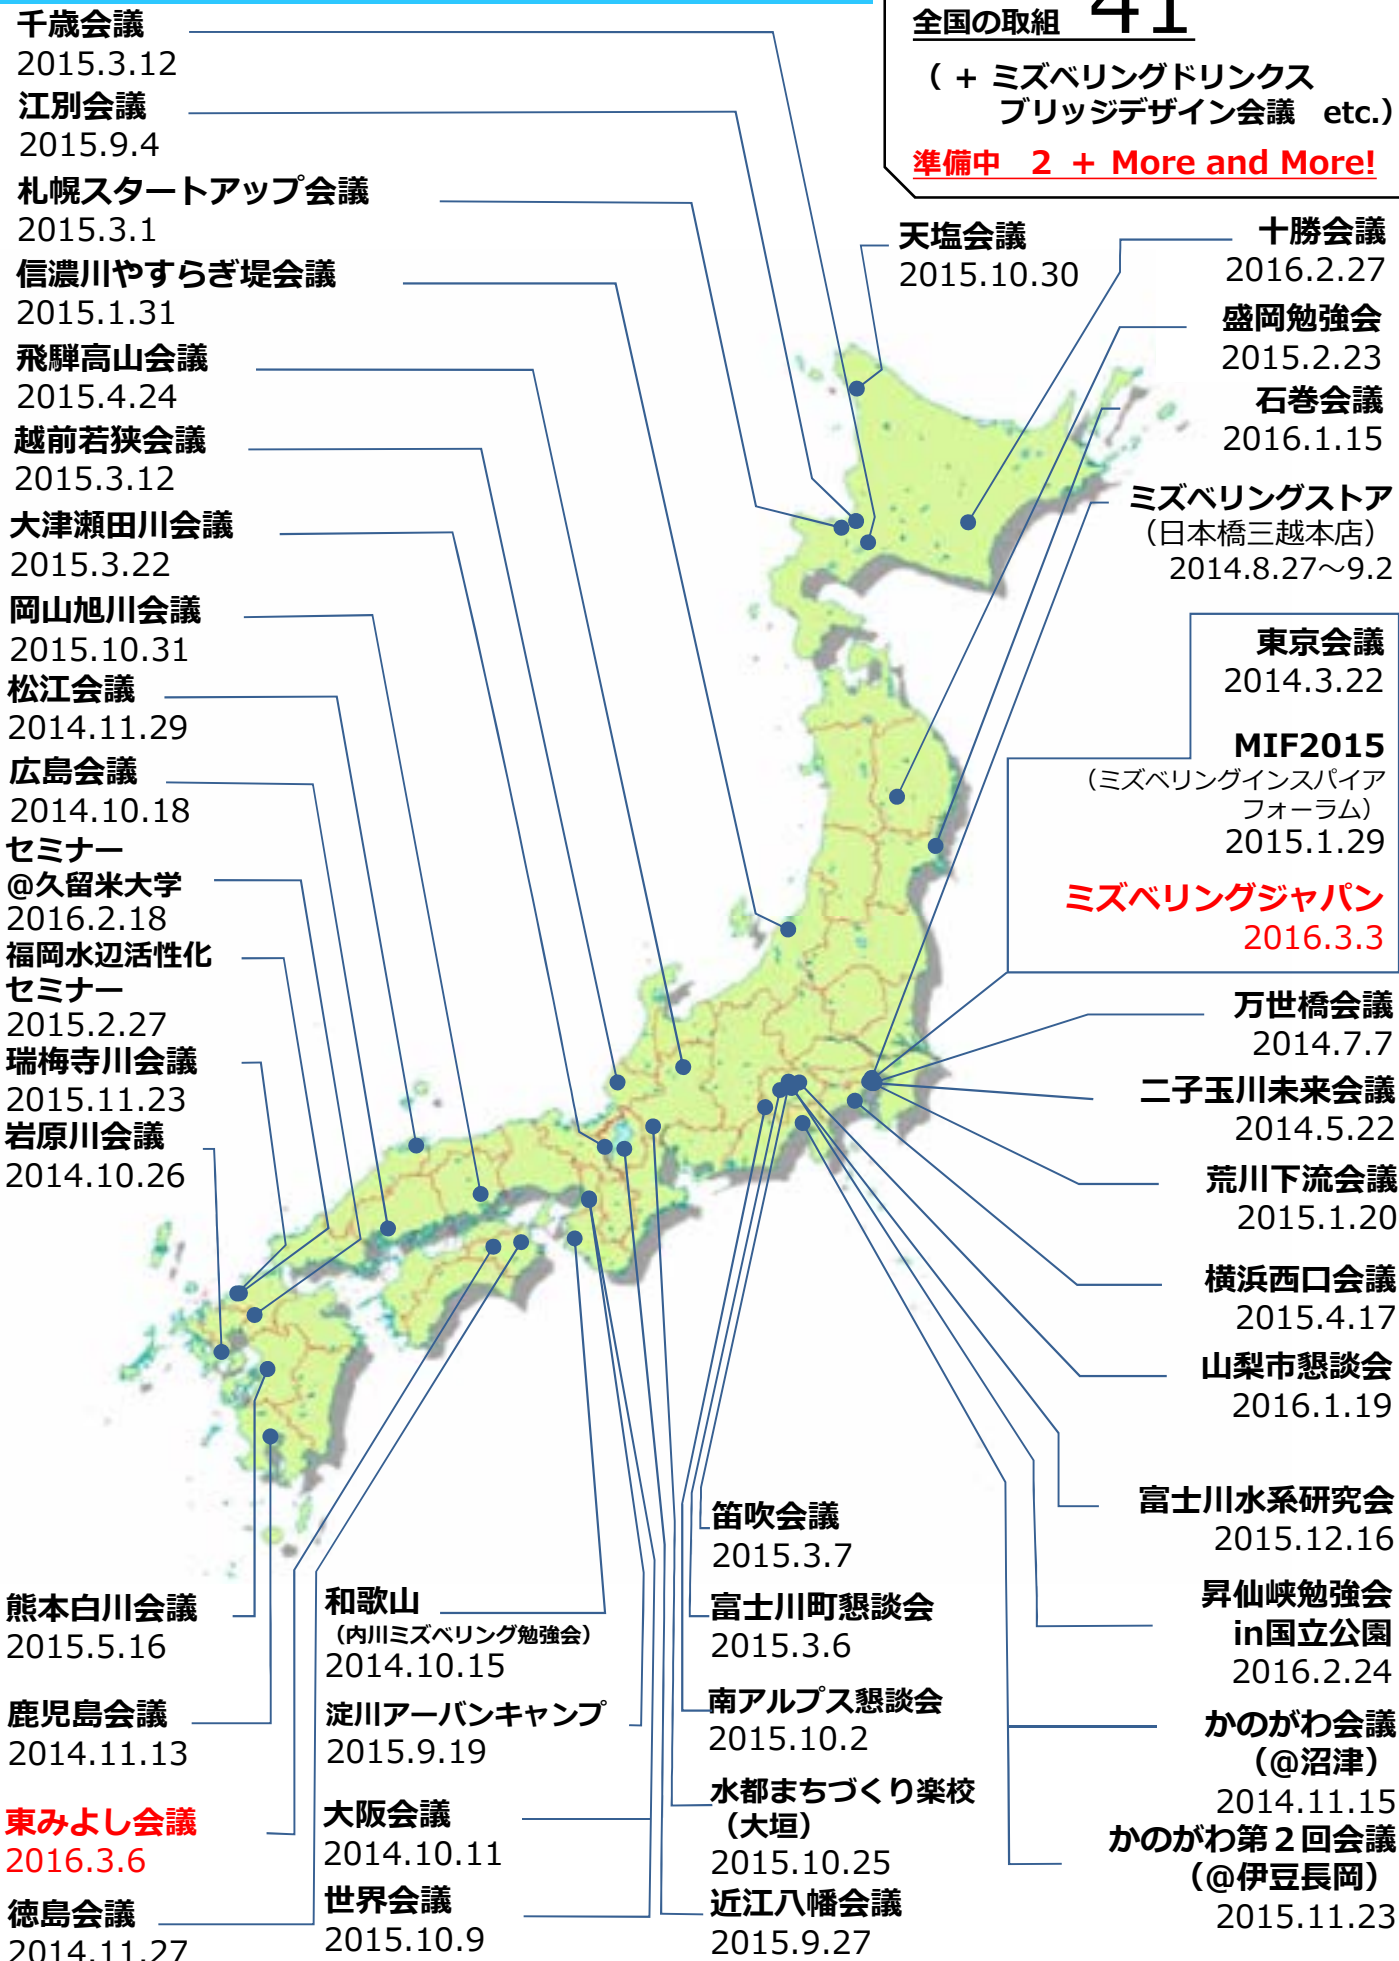 全国の取組 41
（ + ミズベリングドリンクス
ブリッジデザイン会議 etc.）
準備中 2 + More and More!
千歳会議
2015.3.12
江別会議
2015.9.4
札幌スタートアップ会議
2015.3.1
信濃川やすらぎ堤会議
2015.1.31
飛騨高山会議
2015.4.24
越前若狭会議
2015.3.12
大津瀬田川会議
2015.3.22
岡山旭川会議
2015.10.31
松江会議
2014.11.29
広島会議
2014.10.18
セミナー
@久留米大学
2016.2.18
福岡水辺活性化
セミナー
2015.2.27
瑞梅寺川会議
2015.11.23
岩原川会議
2014.10.26
熊本白川会議
2015.5.16
鹿児島会議
2014.11.13
東みよし会議
2016.3.6
徳島会議
2014.11.27
和歌山
（内川ミズベリング勉強会）
2014.10.15
淀川アーバンキャンプ
2015.9.19
大阪会議
2014.10.11
世界会議
2015.10.9
笛吹会議
2015.3.7
富士川町懇談会
2015.3.6
南アルプス懇談会
2015.10.2
水都まちづくり楽校
（大垣）
2015.10.25
近江八幡会議
2015.9.27
天塩会議
2015.10.30
十勝会議
2016.2.27
盛岡勉強会
2015.2.23
石巻会議
2016.1.15
ミズベリングストア
（日本橋三越本店）
2014.8.27～9.2
東京会議
2014.3.22
MIF2015
（ミズベリングインスパイア
フォーラム）
2015.1.29
ミズベリングジャパン
2016.3.3
万世橋会議
2014.7.7
二子玉川未来会議
2014.5.22
荒川下流会議
2015.1.20
横浜西口会議
2015.4.17
山梨市懇談会
2016.1.19
富士川水系研究会
2015.12.16
昇仙峡勉強会
in国立公園
2016.2.24
かのがわ会議
（@沼津）
2014.11.15
かのがわ第２回会議
（@伊豆長岡）
2015.11.23